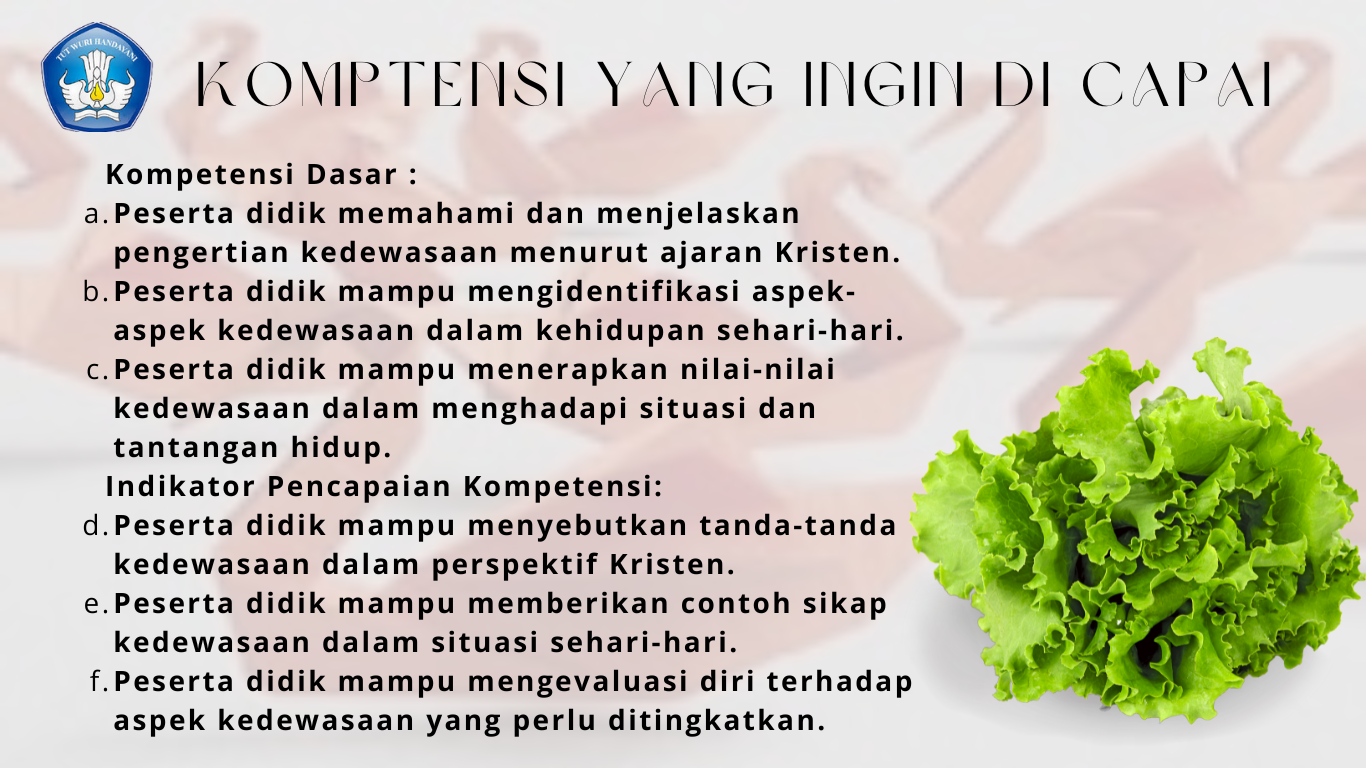 TUT WURI HANDAYANI
KOMPTENSI YANG INGIN DI CAPAI
Kompetensi Dasar :
a. Peserta didik memahami dan menjelaskan
pengertian kedewasaan menurut ajaran Kristen.
b. Peserta didik mampu mengidentifikasi aspek-
aspek kedewasaan dalam kehidupan sehari-hari.
c. Peserta didik mampu menerapkan nilai-nilai
kedewasaan dalam menghadapi situasi dan
tantangan hidup.
Indikator Pencapaian Kompetensi:
d. Peserta didik mampu menyebutkan tanda-tanda
kedewasaan dalam perspektif Kristen.
e. Peserta didik mampu memberikan contoh sikap
kedewasaan dalam situasi sehari-hari.
f. Peserta didik mampu mengevaluasi diri terhadap
aspek kedewasaan yang perlu ditingkatkan.